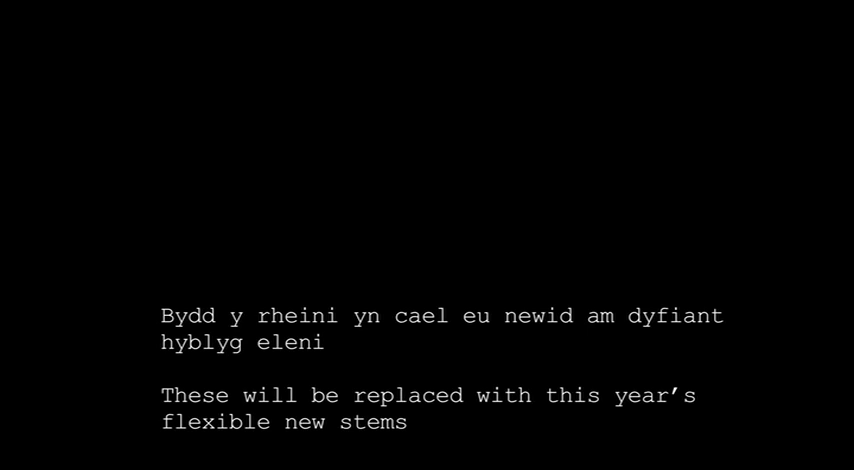 Bydd y rheini yn cael eu newid am dyfiant
hyblyg eleni
These will be replaced with this year’s
flexible new stems